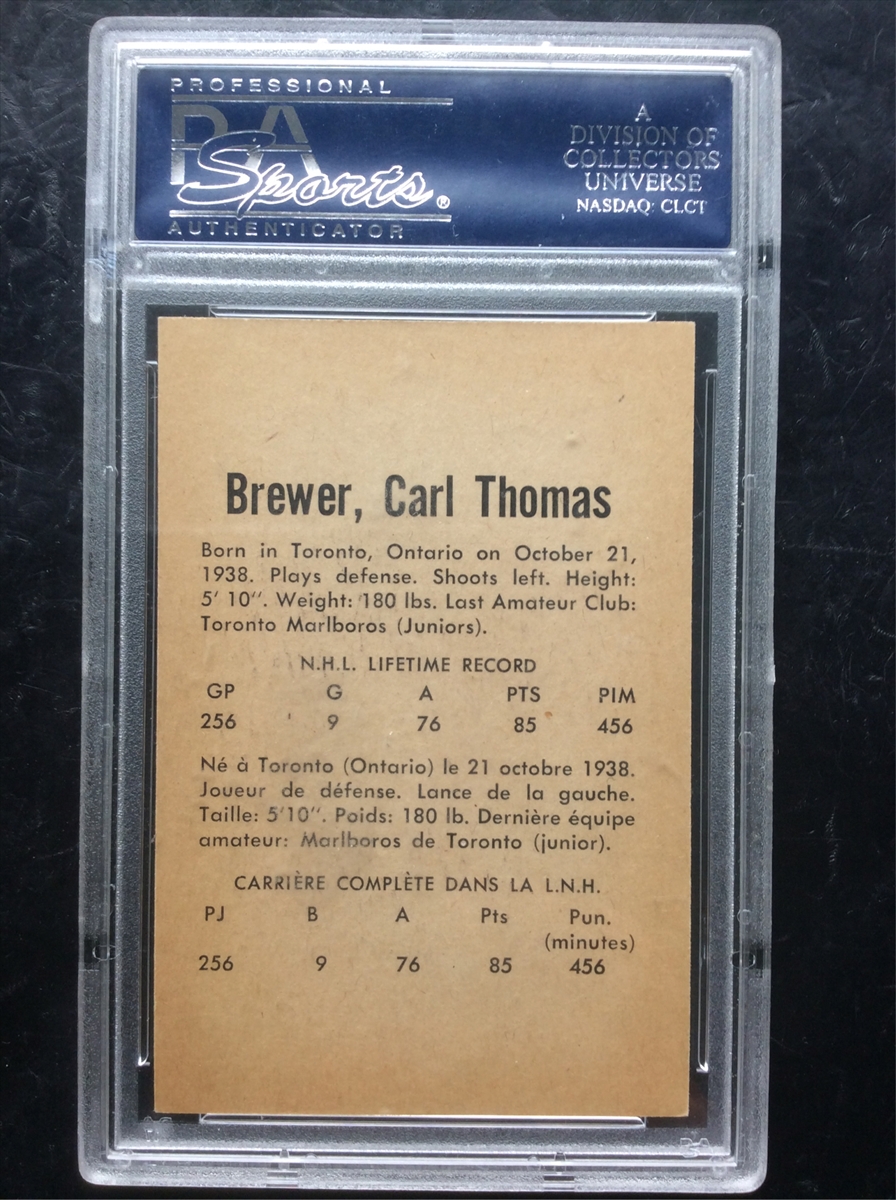 PROFESSIONAL
PSA
Sports®
AUTHENTICATOR
A
DIVISION OF
COLLECTORS
UNIVERSE
NASDAQ: CLCT
Brewer, Carl Thomas
Born in Toronto, Ontario on October 21,
1938. Plays defense. Shoots left. Height:
5' 10". Weight: 180 lbs. Last Amateur Club:
Toronto Marlboros (Juniors).
N.H.L. LIFETIME RECORD
GP G A PTS PIM
256 9 76 85 456
Né à Toronto (Ontario) le 21 octobre 1938.
Joueur de défense. Lance de la gauche.
Taille: 5'10". Poids: 180 lb. Dernière équipe
amateur: Marlboros de Toronto (junior).
CARRIÈRE COMPLÈTE DANS LA L.N.H.
PJ B A Pts Pun.
(minutes)
256 9 76 85 456